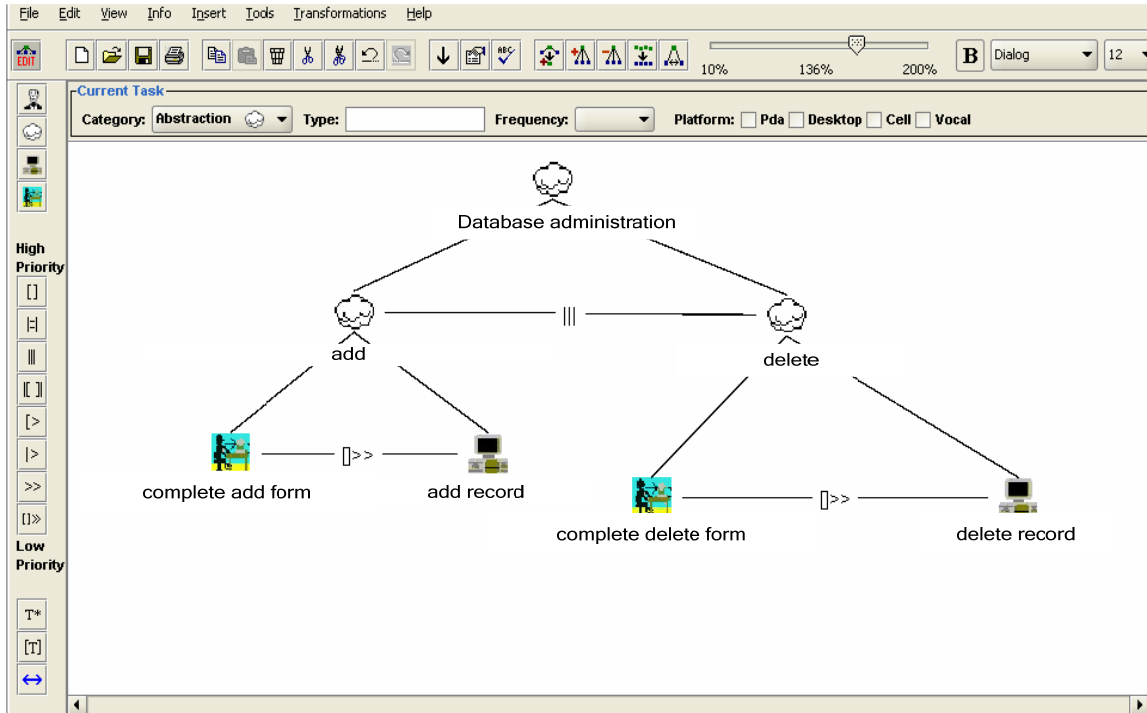 File Edit View Info Insert Tools Transformations Help
EDIT ABC 10% 136% 200% B Dialog 12
Current Task
Category: Abstraction Type: Frequency: Platform: Pda Desktop Cell Vocal
Database administration
High
Priority
[]
|=|
|||
|||
|[ ]|
add
delete
[>
|>
[]>>
>>
complete add form
add record
[]>>
[]»
complete delete form
delete record
Low
Priority
T*
[T]